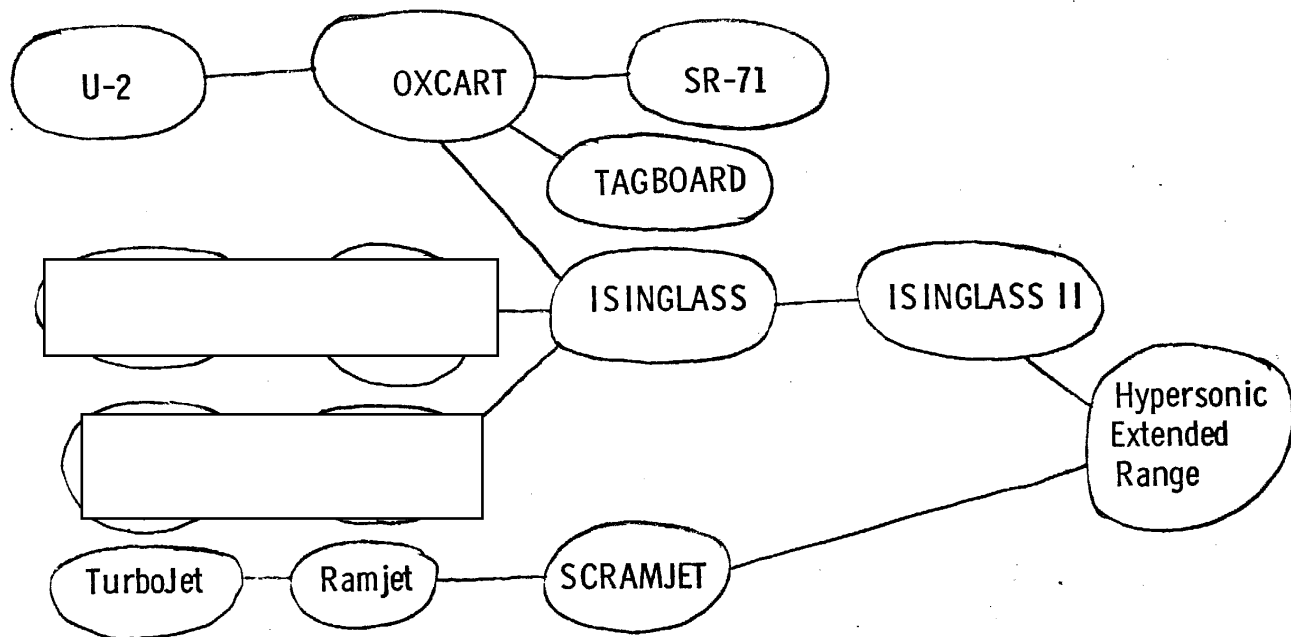 U-2
OXCART
SR-71
TAGBOARD
ISINGLASS
ISINGLASS II
Hypersonic
Extended
Range
TurboJet
Ramjet
SCRAMJET